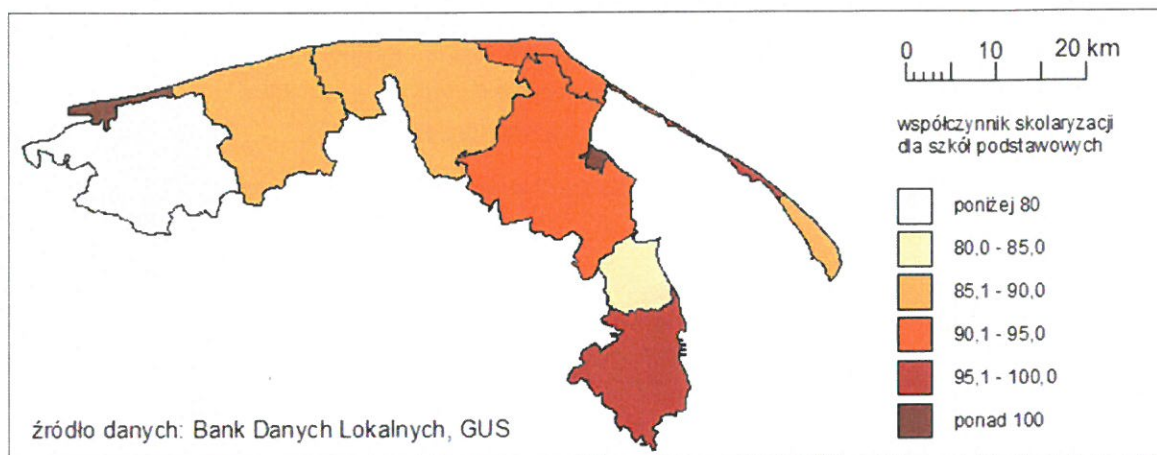 0 10 20 km
współczynnik skolaryzacji
dla szkół podstawowych
poniżej 80
80,0 - 85,0
85,1 - 90,0
90,1 - 95,0
95,1 - 100,0
ponad 100
źródło danych: Bank Danych Lokalnych, GUS